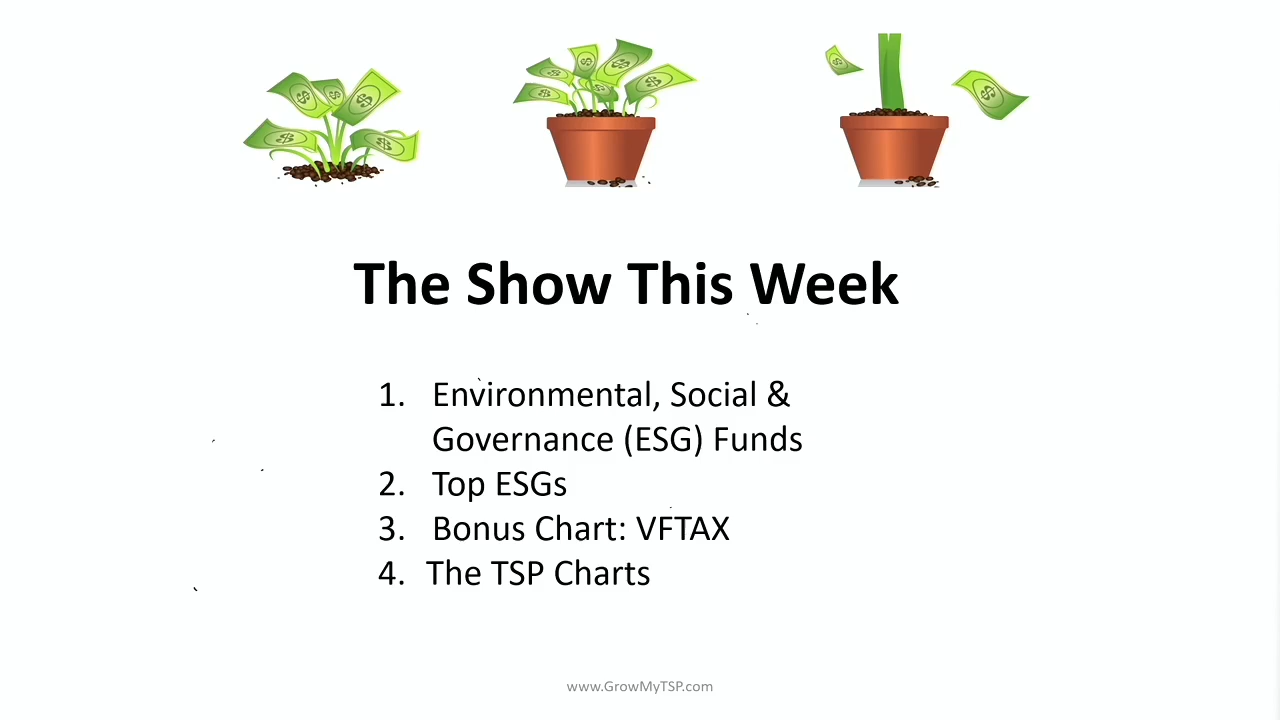 The Show This Week
1. Environmental, Social &
Governance (ESG) Funds
2. Top ESGs
3. Bonus Chart: VFTAX
4. The TSP Charts
www.GrowMyTSP.com